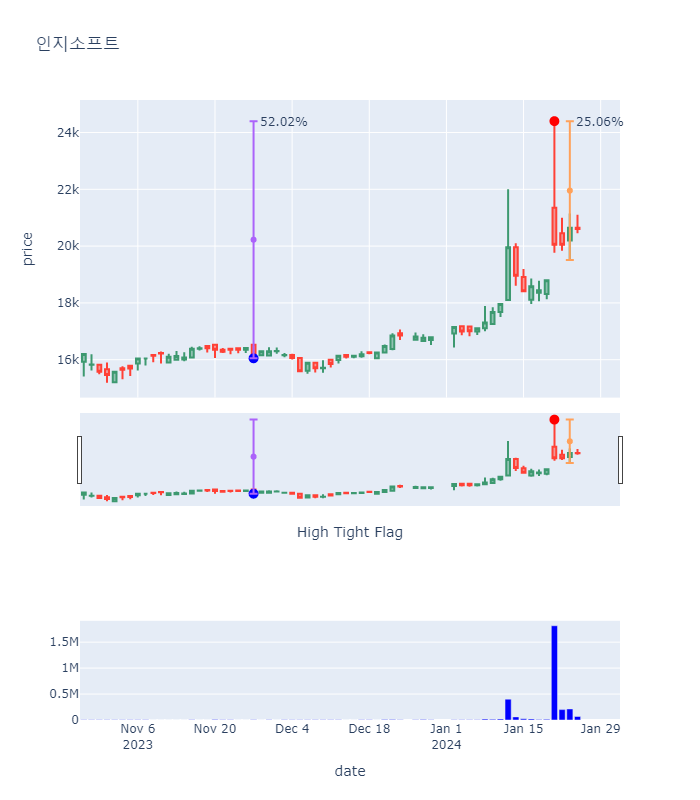 인지소프트
52.02%
25.06%
24k
22k
20k
18k
16k
price
High Tight Flag
1.5M
1M
0.5M
0
Nov 6
2023
Nov 20
Dec 4
Dec 18
Jan 1
2024
Jan 15
Jan 29
date